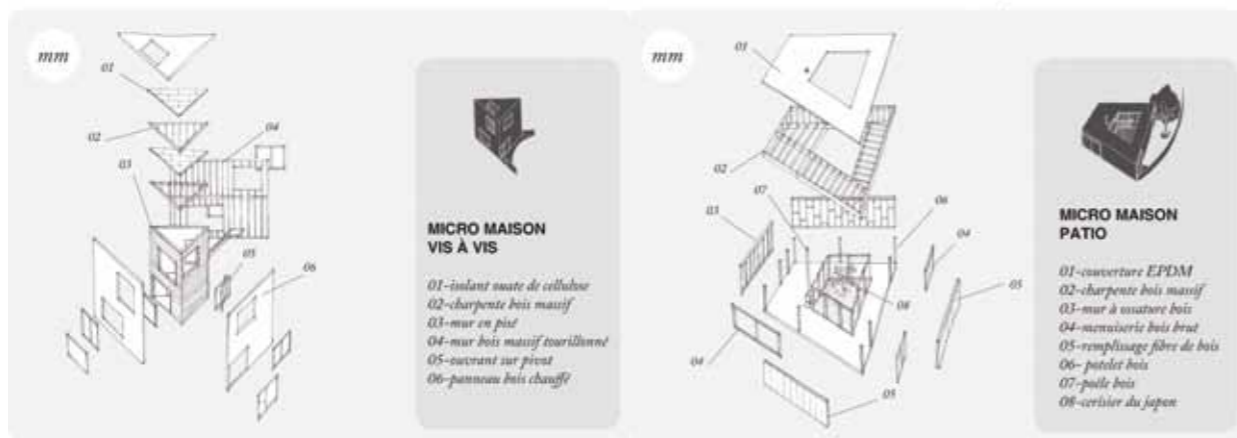 mm
01
02
03
04
05
06
MICRO MAISON
VIS À VIS
01-isolant ouate de cellulose
02-charpente bois massif
03-mur en pisé
04-mur bois massif tourillonné
05-ouvrant sur pivot
06-panneau bois chauffé
mm
01
02
07
03
06
04
05
08
04
05
MICRO MAISON
PATIO
01-couverture EPDM
02-charpente bois massif
03-mur à ossature bois
04-menuiserie bois brut
05-remplissage fibre de bois
06- potelet bois
07-poêle bois
08-cerisier du japon